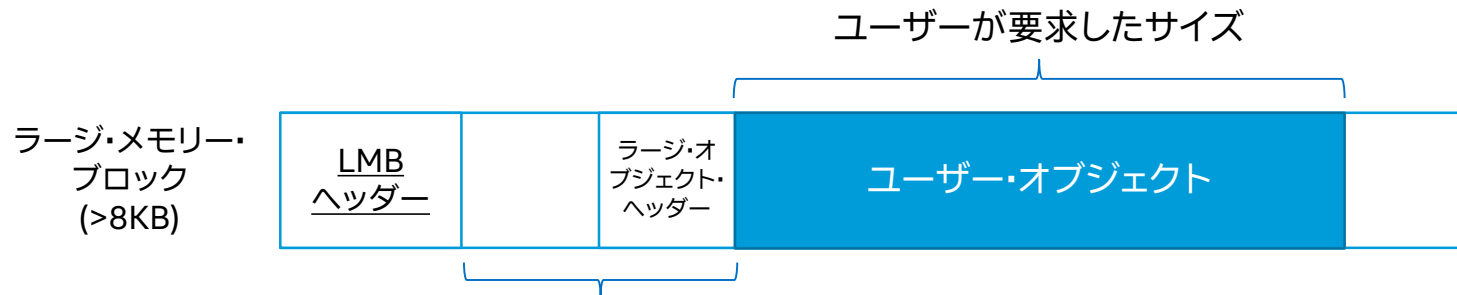 ユーザーが要求したサイズ
ラージ・メモリー・
ブロック
(>8KB)
LMB
ヘッダー
ラージ・オ
ブジェクト・
ヘッダー
ユーザー・オブジェクト